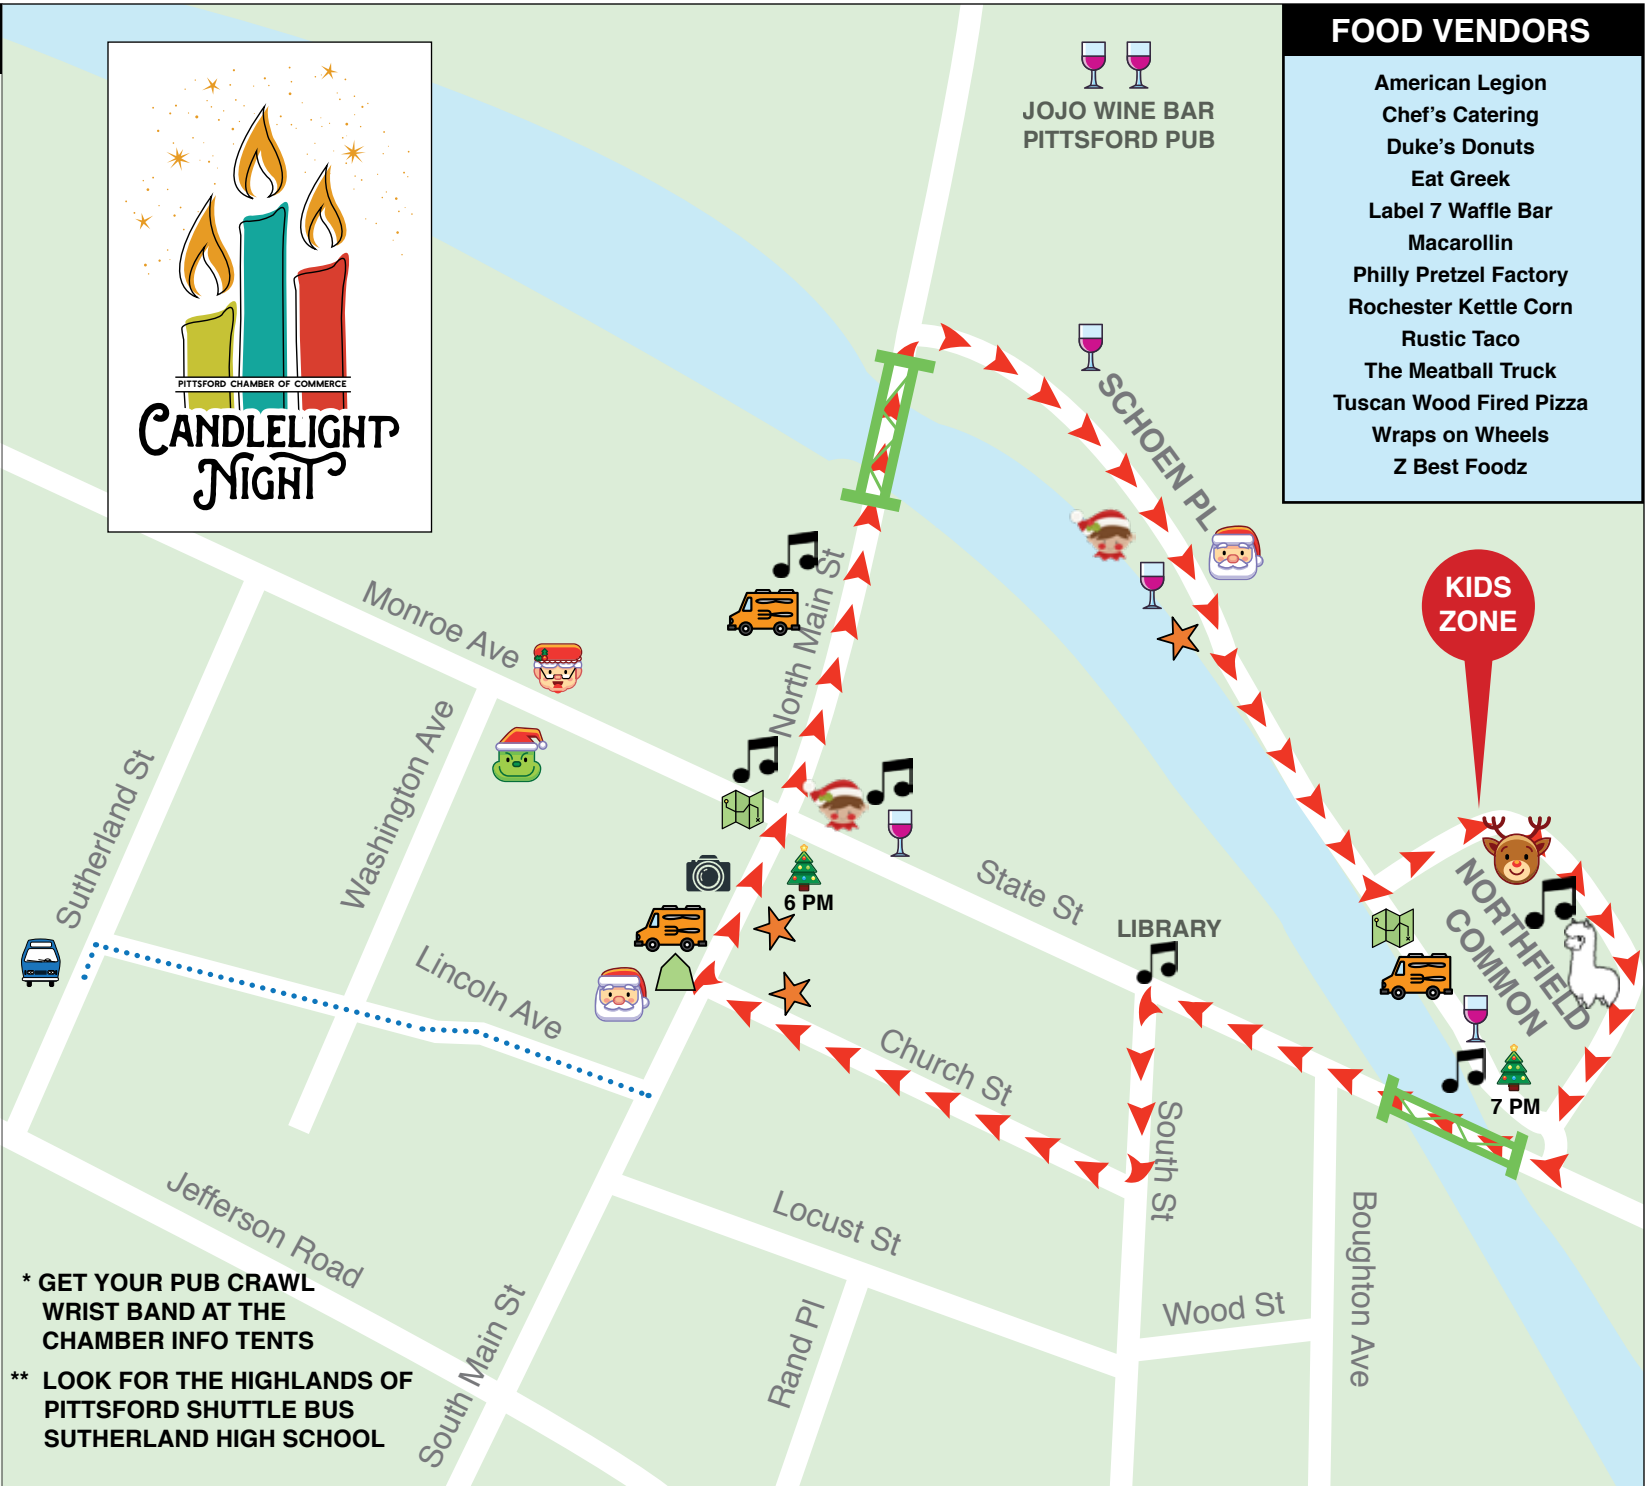 PITTSFORD CHAMBER OF COMMERCE
CANDLELIGHT
NIGHT
JOJO WINE BAR
PITTSFORD PUB
FOOD VENDORS
American Legion
Chef's Catering
Duke's Donuts
Eat Greek
Label 7 Waffle Bar
Macarollin
Philly Pretzel Factory
Rochester Kettle Corn
Rustic Taco
The Meatball Truck
Tuscan Wood Fired Pizza
Wraps on Wheels
Z Best Foodz
SCHOEN PL
KIDS
ZONE
North Main St
Monroe Ave
Washington Ave
Sutherland St
6 PM
State St
LIBRARY
NORTHFIELD
COMMON
Lincoln Ave
Church St
7 PM
South St
Jefferson Road
Locust St
Boughton Ave
Wood St
Rand Pl
South Main St
* GET YOUR PUB CRAWL
WRIST BAND AT THE
CHAMBER INFO TENTS
** LOOK FOR THE HIGHLANDS OF
PITTSFORD SHUTTLE BUS
SUTHERLAND HIGH SCHOOL